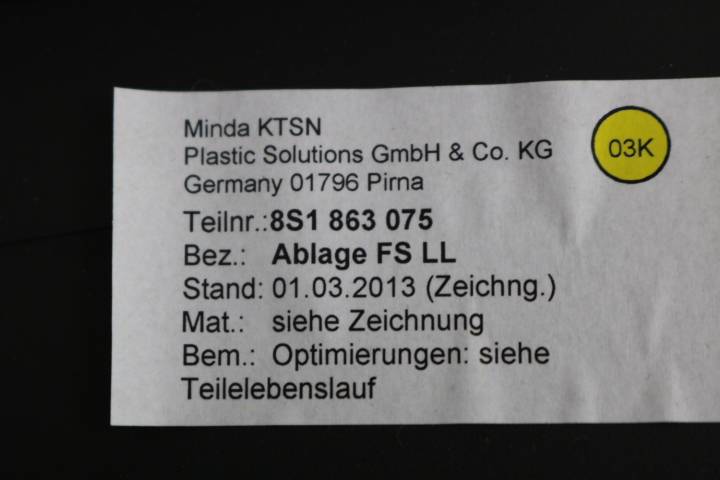 Minda KTSN
Plastic Solutions GmbH & Co. KG
Germany 01796 Pirna
03K
Teilnr.:8S1 863 075
Bez.: Ablage FS LL
Stand: 01.03.2013 (Zeichng.)
Mat.: siehe Zeichnung
Bem.: Optimierungen: siehe
Teilelebenslauf